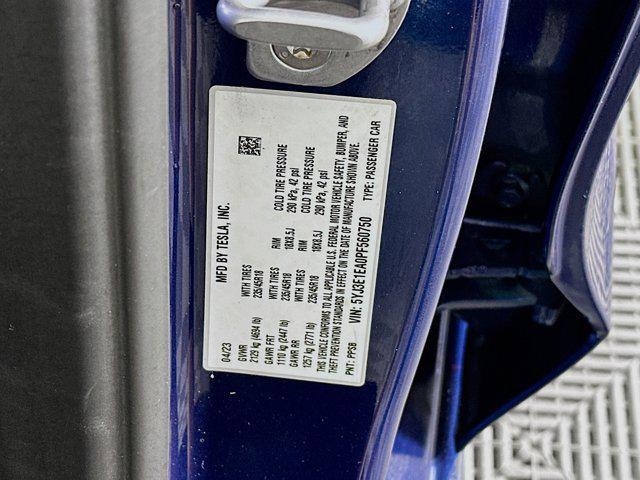 MFD BY TESLA, INC.
04/23
GVWR WITH TIRES RIM COLD TIRE PRESSURE
2129 kg (4694 lb) 235/45R18 18X8.5J 290 kPa, 42 psi
GAWR FRT WITH TIRES RIM COLD TIRE PRESSURE
1110 kg (2447 lb) 235/45R18 18X8.5J 290 kPa, 42 psi
GAWR RR
1257 kg (2771 lb) 235/45R18
THIS VEHICLE CONFORMS TO ALL APPLICABLE U.S. FEDERAL MOTOR VEHICLE SAFETY, BUMPER, AND
THEFT PREVENTION STANDARDS IN EFFECT ON THE DATE OF MANUFACTURE SHOWN ABOVE.
VIN: 5YJ3E1EA0PF560750 TYPE: PASSENGER CAR
PNT: PPSB